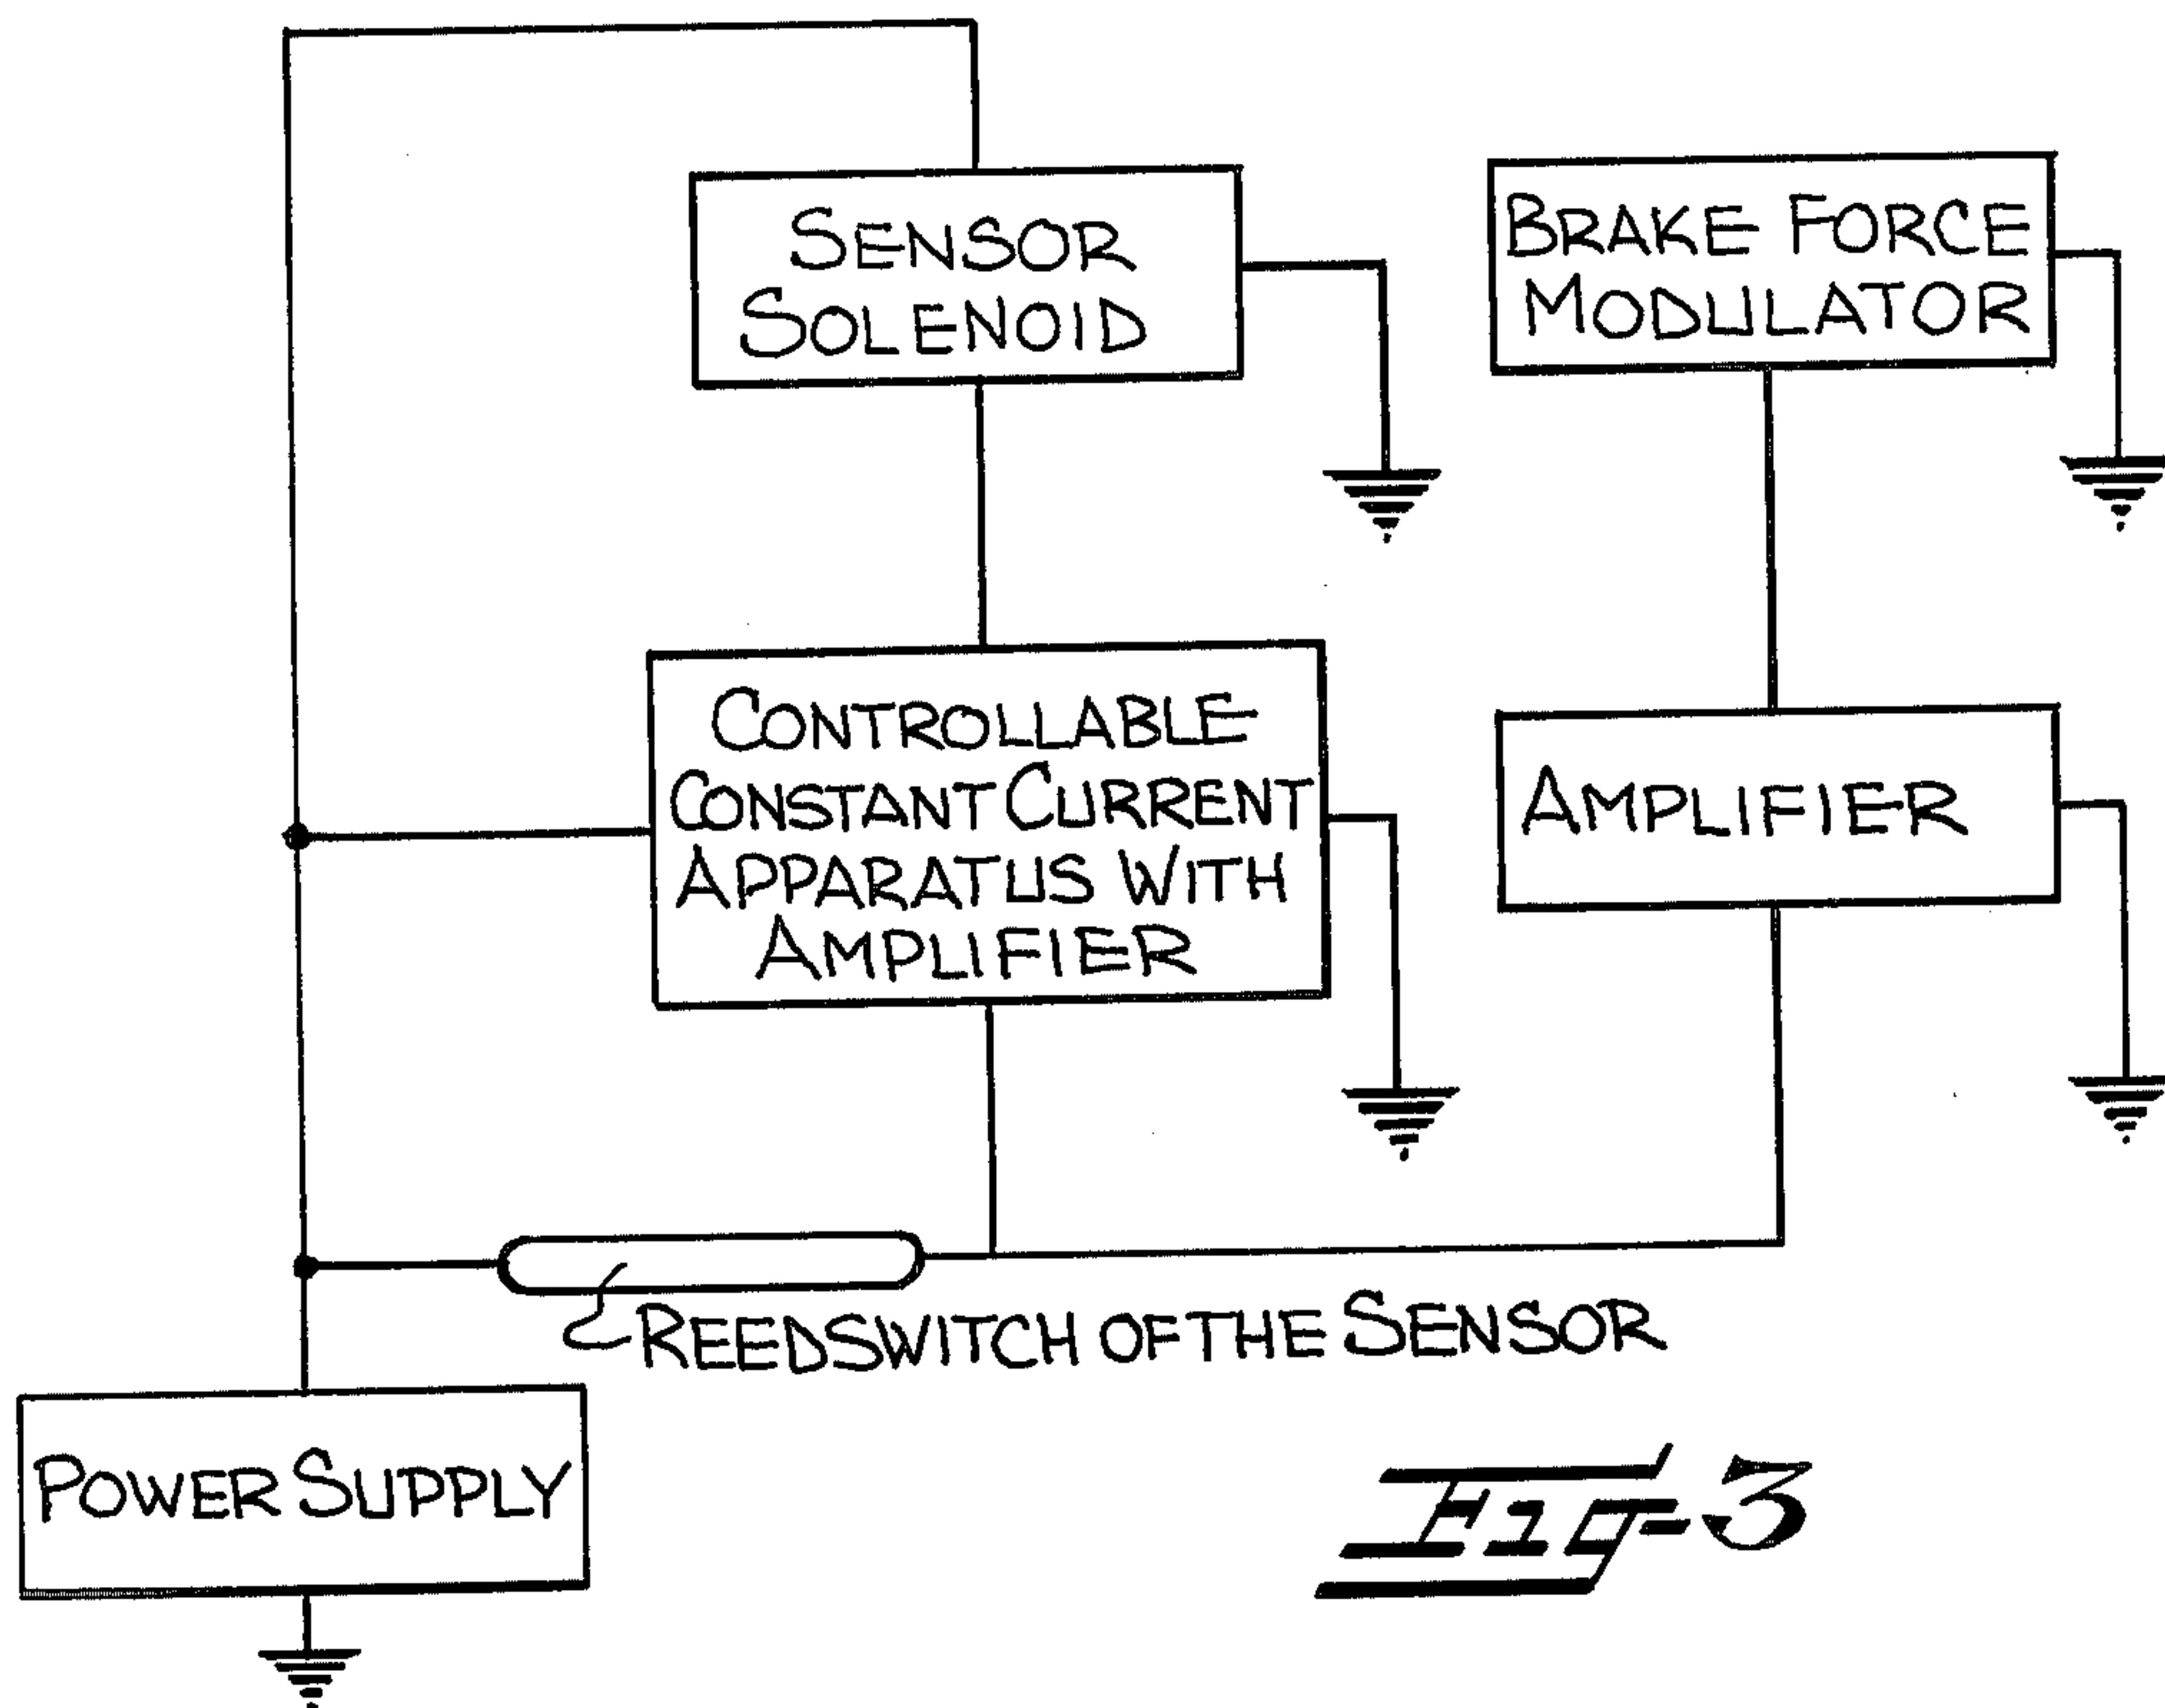 SENSOR
SOLENOID
BRAKE FORCE
MODULATOR
CONTROLLABLE
CONSTANT CURRENT
APPARATUS WITH
AMPLIFIER
AMPLIFIER
REEDSWITCH OF THE SENSOR
POWER SUPPLY
Fig-3